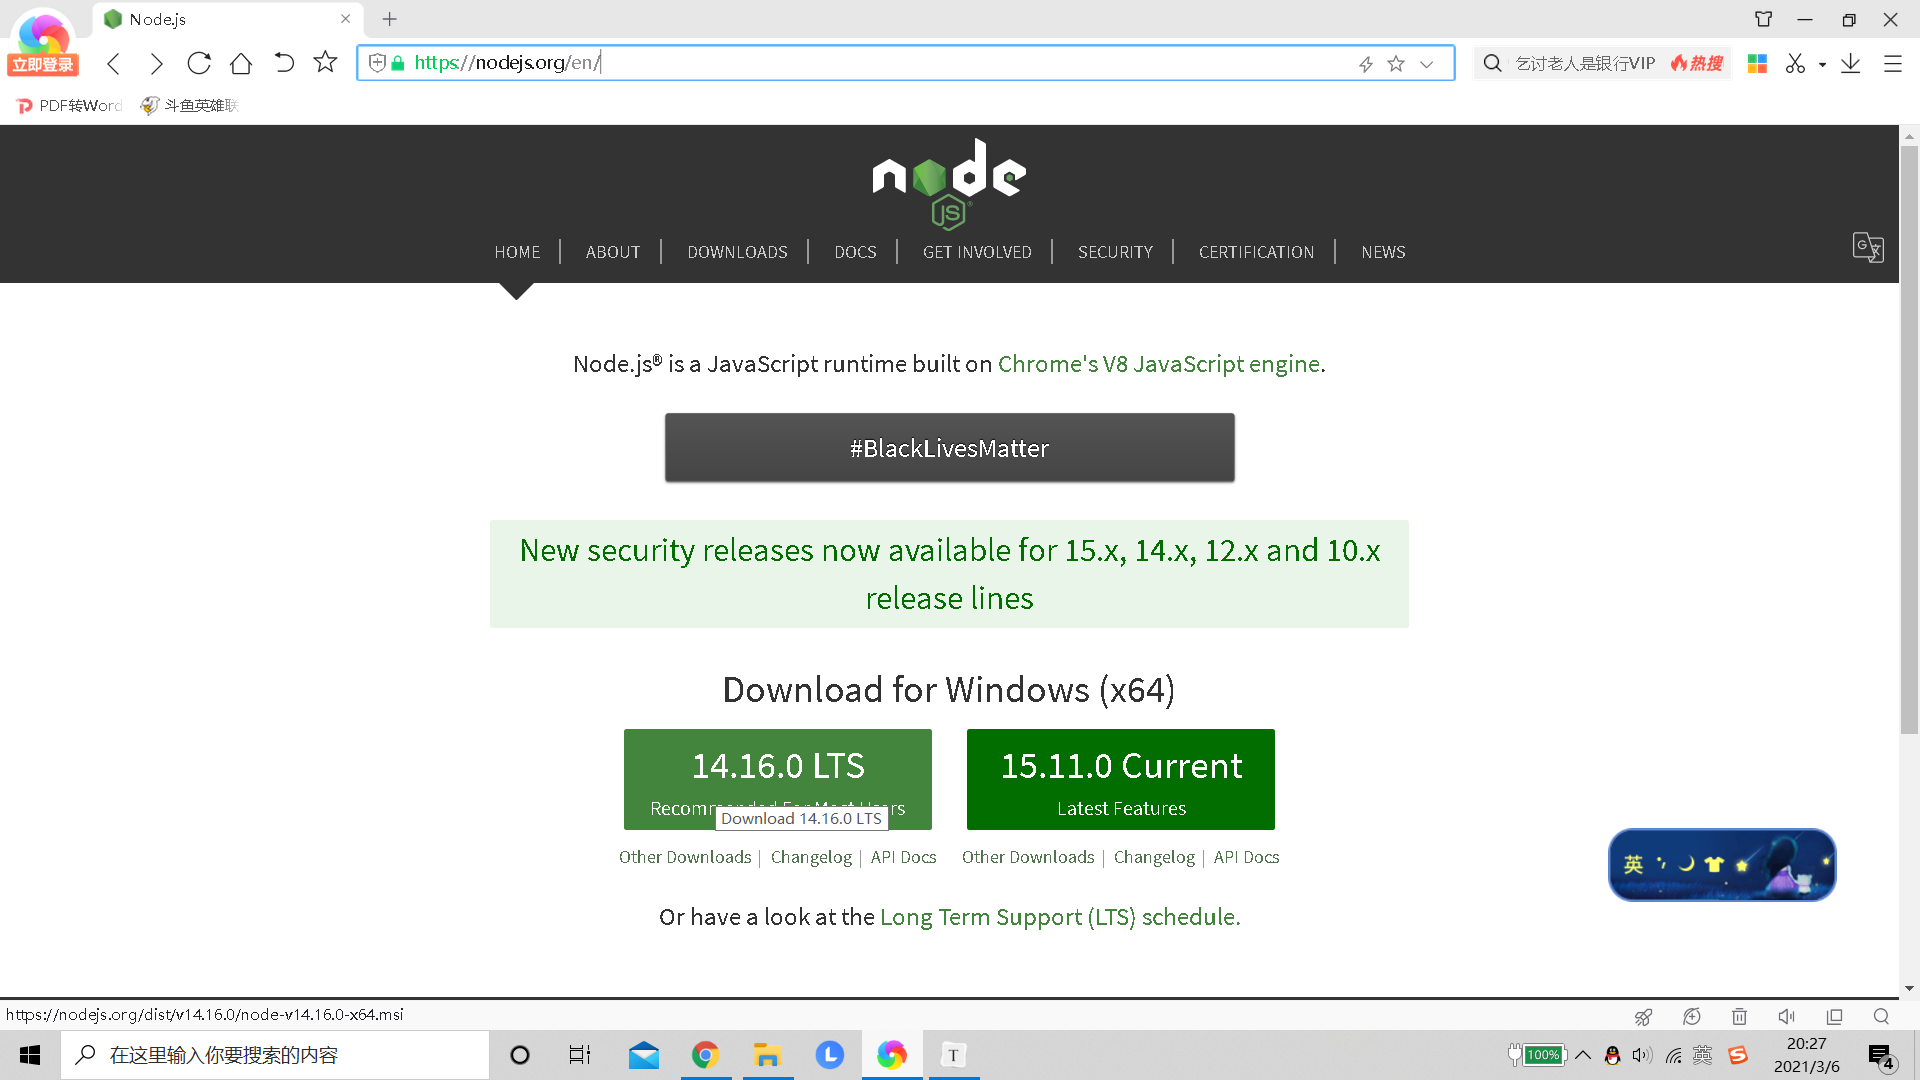 Node.js
立即登录
https://nodejs.org/en/
乞讨老人是银行VIP
热搜
PDF转Word
斗鱼英雄联
node
JS
HOME
ABOUT
DOWNLOADS
DOCS
GET INVOLVED
SECURITY
CERTIFICATION
NEWS
Node.js® is a JavaScript runtime built on Chrome's V8 JavaScript engine.
#BlackLivesMatter
New security releases now available for 15.x, 14.x, 12.x and 10.x
release lines
Download for Windows (x64)
14.16.0 LTS
Recommended For Most Users
Download 14.16.0 LTS
15.11.0 Current
Latest Features
Other Downloads | Changelog | API Docs
Other Downloads | Changelog | API Docs
英
Or have a look at the Long Term Support (LTS) schedule.
https://nodejs.org/dist/v14.16.0/node-v14.16.0-x64.msi
在这里输入你要搜索的内容
L
T
100%
英
S
20:27
2021/3/6
4